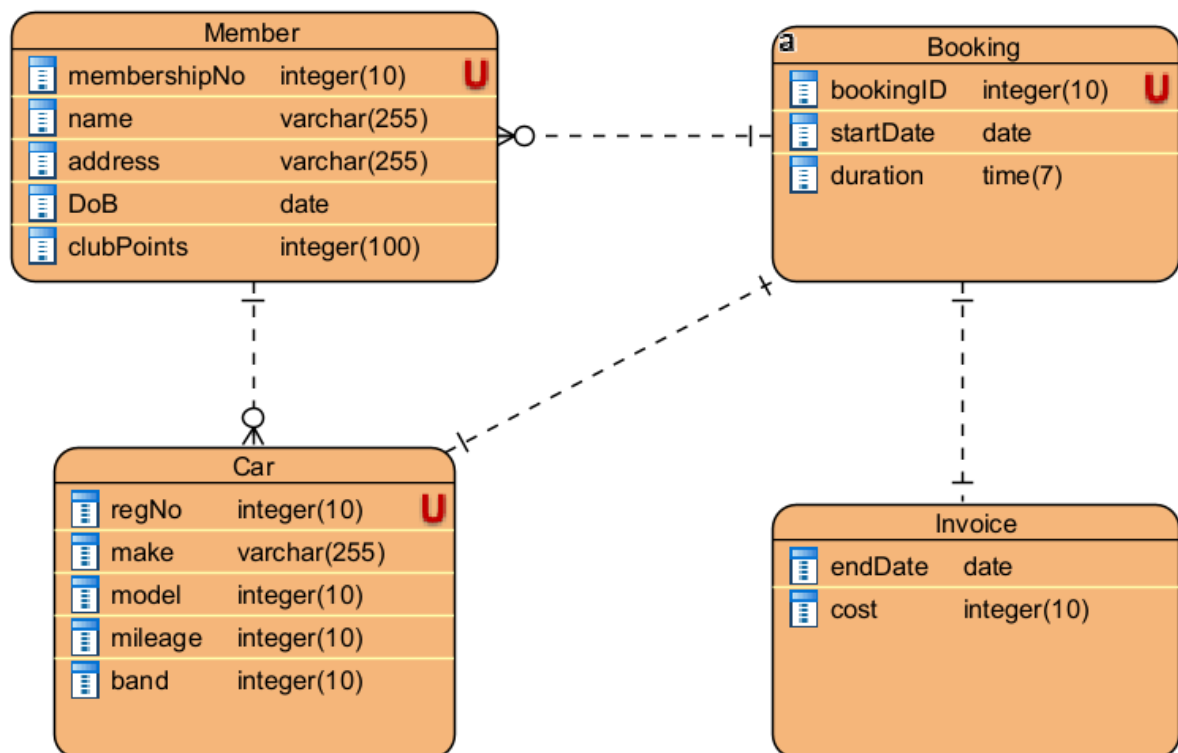 Member
membershipNo integer(10) U
name varchar(255)
address varchar(255)
DoB date
clubPoints integer(100)
a
Booking
bookingID integer(10) U
startDate date
duration time(7)
Car
regNo integer(10) U
make varchar(255)
model integer(10)
mileage integer(10)
band integer(10)
Invoice
endDate date
cost integer(10)